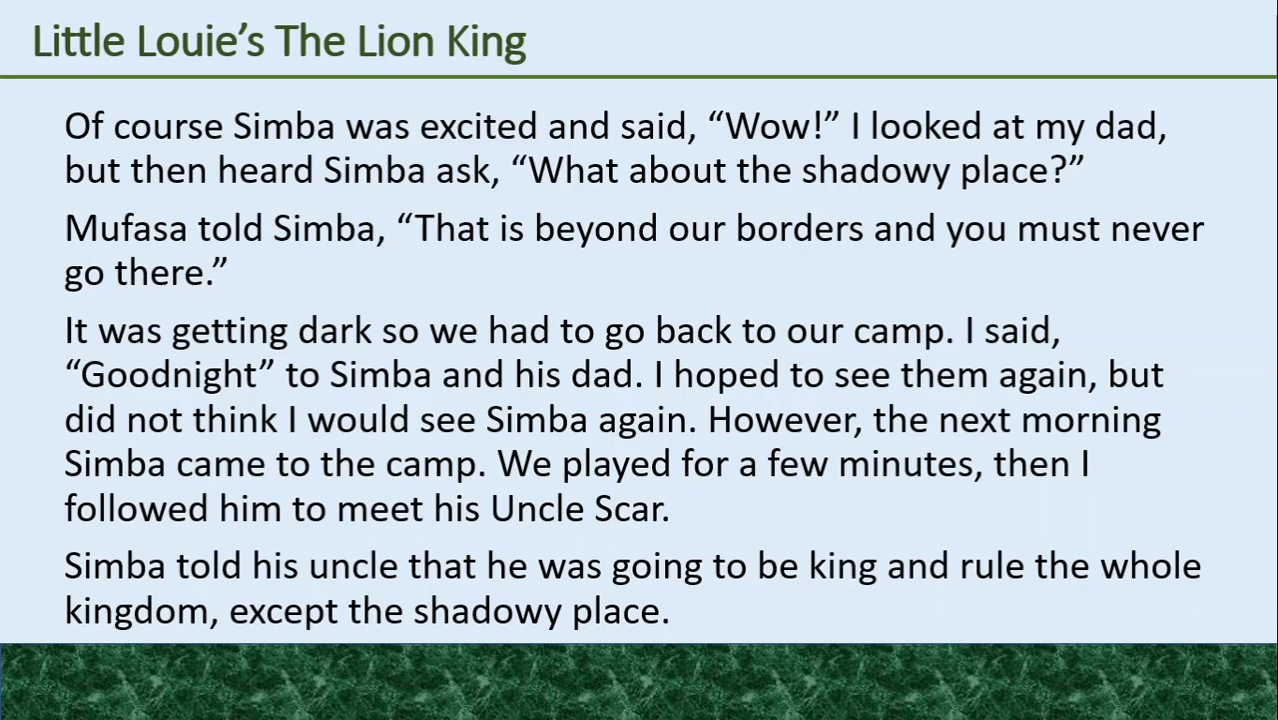 Little Louie’s The Lion King
Of course Simba was excited and said, “Wow!” I looked at my dad,
but then heard Simba ask, “What about the shadowy place?”
Mufasa told Simba, “That is beyond our borders and you must never
go there.”
It was getting dark so we had to go back to our camp. I said,
“Goodnight” to Simba and his dad. I hoped to see them again, but
did not think I would see Simba again. However, the next morning
Simba came to the camp. We played for a few minutes, then I
followed him to meet his Uncle Scar.
Simba told his uncle that he was going to be king and rule the whole
kingdom, except the shadowy place.